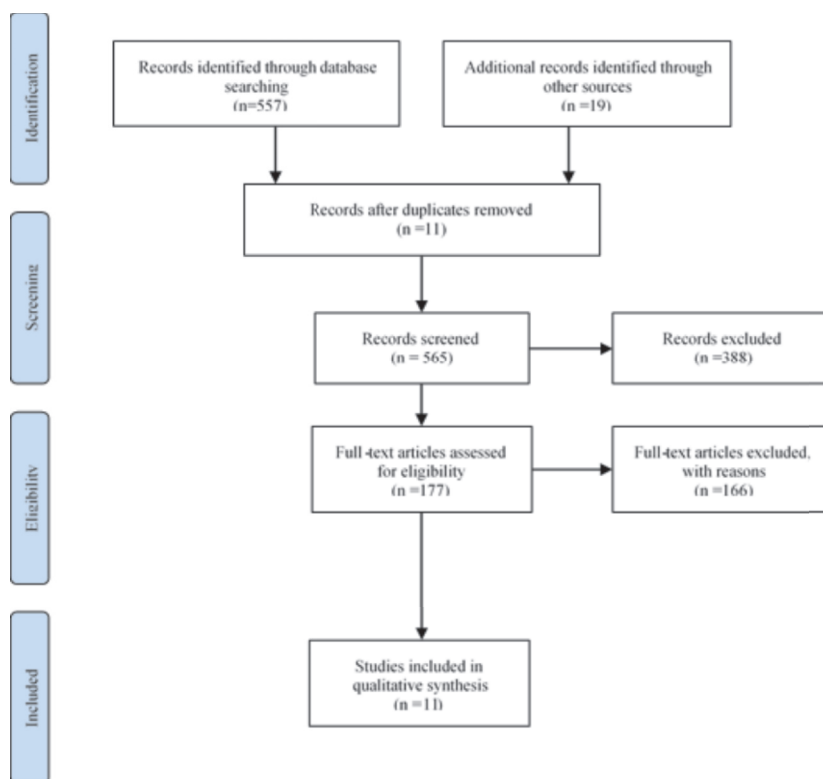 Identification
Records identified through database
searching
(n=557)
Additional records identified through
other sources
(n =19)
Records after duplicates removed
(n =11)
Screening
Records screened
(n = 565)
Records excluded
(n =388)
Eligibility
Full-text articles assessed
for eligibility
(n =177)
Full-text articles excluded,
with reasons
(n =166)
Included
Studies included in
qualitative synthesis
(n =11)